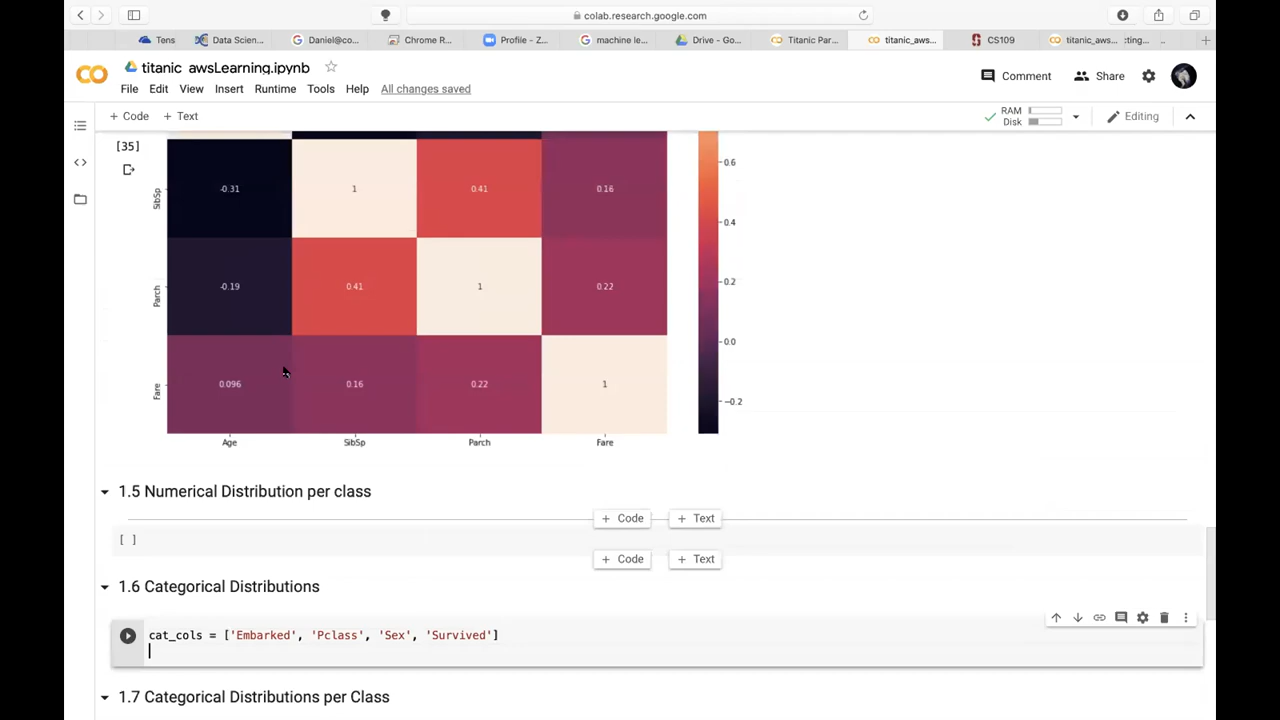 colab.research.google.com
Tens
Data Scien...
Daniel@co...
Chrome R...
Profile - Z...
machine le...
Drive - Go...
Titanic Par...
titanic_aws...
CS109
titanic_aws...
:ting...
titanic_awsLearning.ipynb
File Edit View Insert Runtime Tools Help All changes saved
Comment
Share
+ Code + Text
RAM
Disk
Editing
[35]
SibSp
-0.31 1 0.41 0.16
Parch
-0.19 0.41 1 0.22
Fare
0.096 0.16 0.22 1
Age SibSp Parch Fare
0.6
0.4
0.2
0.0
-0.2
1.5 Numerical Distribution per class
+ Code + Text
[ ]
+ Code + Text
1.6 Categorical Distributions
cat_cols = ['Embarked', 'Pclass', 'Sex', 'Survived']
1.7 Categorical Distributions per Class